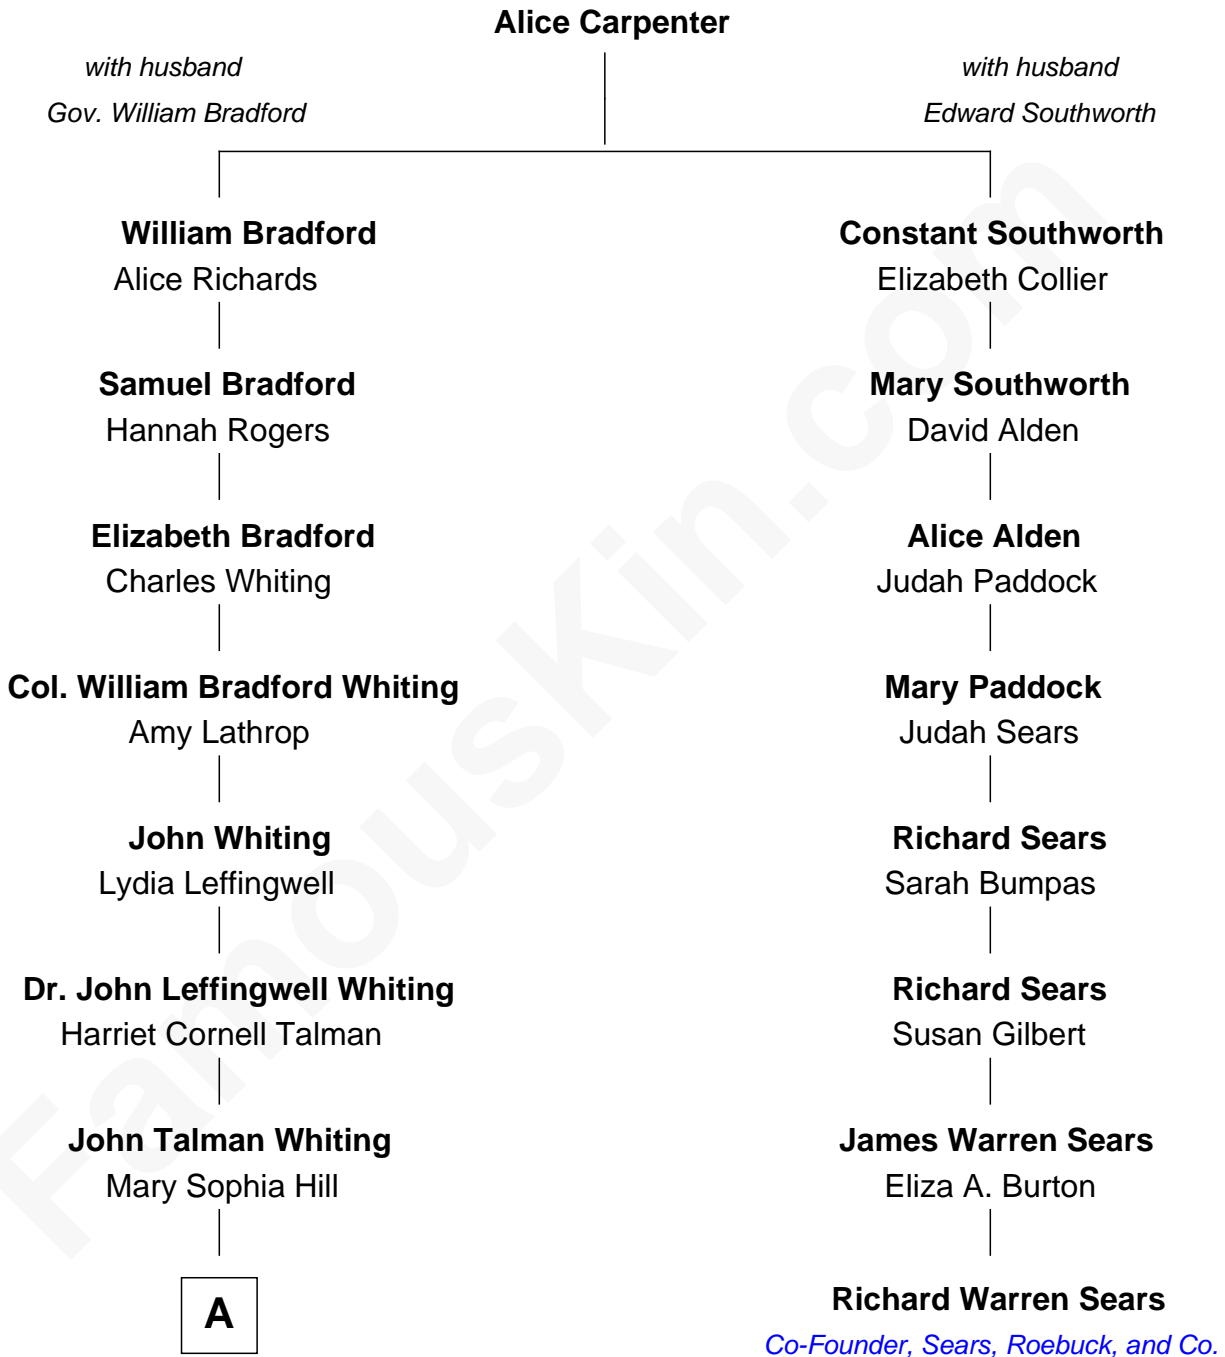 Alice Carpenter
with husband
Gov. William Bradford
with husband
Edward Southworth
William Bradford
Alice Richards
Constant Southworth
Elizabeth Collier
Samuel Bradford
Hannah Rogers
Mary Southworth
David Alden
Elizabeth Bradford
Charles Whiting
Alice Alden
Judah Paddock
Col. William Bradford Whiting
Amy Lathrop
Mary Paddock
Judah Sears
John Whiting
Lydia Leffingwell
Richard Sears
Sarah Bumpas
Dr. John Leffingwell Whiting
Harriet Cornell Talman
Richard Sears
Susan Gilbert
John Talman Whiting
Mary Sophia Hill
James Warren Sears
Eliza A. Burton
A
Richard Warren Sears
Co-Founder, Sears, Roebuck, and Co.
FamousKin.com